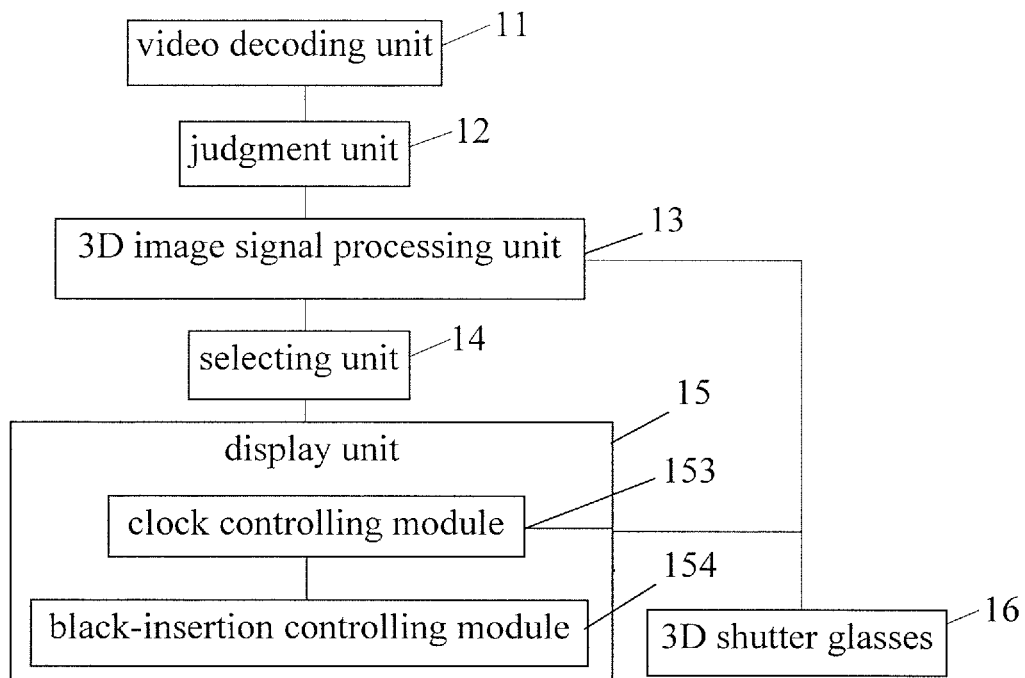 video decoding unit
11
judgment unit
12
3D image signal processing unit
13
selecting unit
14
display unit
15
clock controlling module
153
black-insertion controlling module
154
3D shutter glasses
16